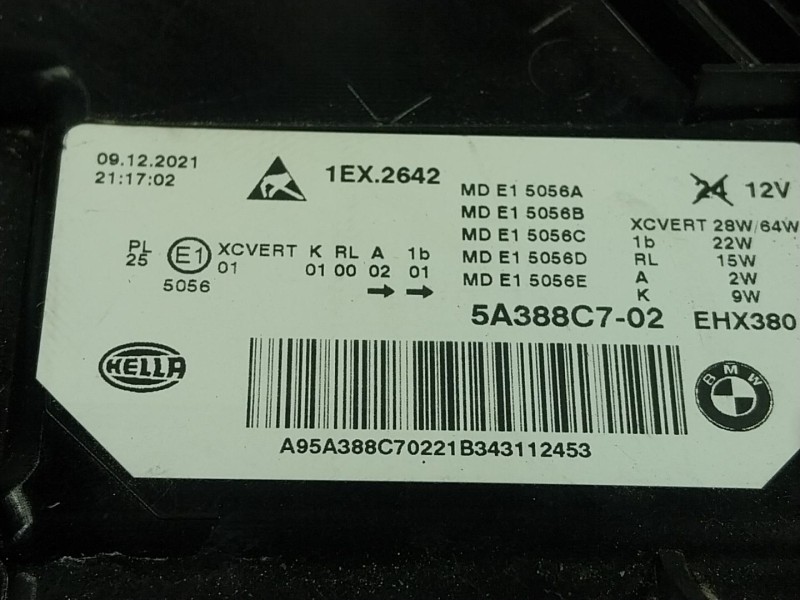 09.12.2021
21:17:02
1EX.2642
24 12V
MD E1 5056A
MD E1 5056B
MD E1 5056C
MD E1 5056D
MD E1 5056E
XCVERT 28W/64W
1b 22W
RL 15W
A 2W
K 9W
PL
25
E1
5056
XCVERT K RL A 1b
01 01 00 02 01
5A388C7-02 EHX380
HELLA
BMW
A95A388C70221B343112453